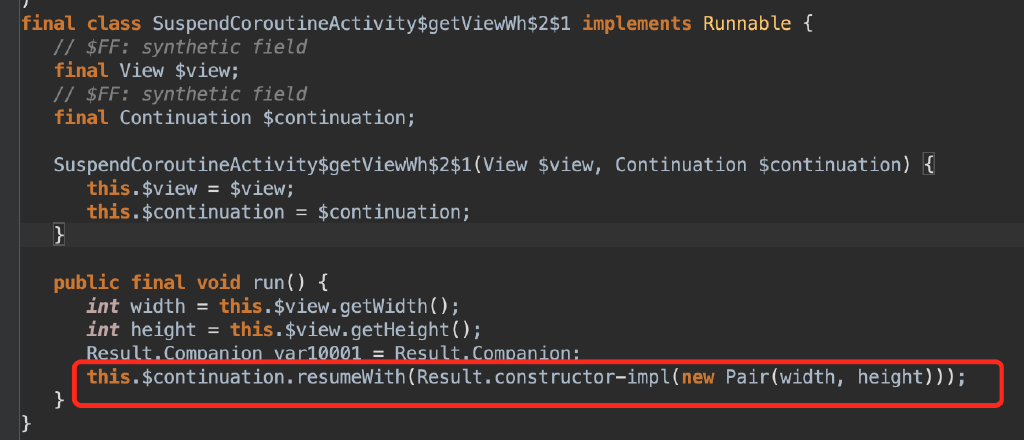 final class SuspendCoroutineActivity$getViewWh$2$1 implements Runnable {
// $FF: synthetic field
final View $view;
// $FF: synthetic field
final Continuation $continuation;
SuspendCoroutineActivity$getViewWh$2$1(View $view, Continuation $continuation) {
this.$view = $view;
this.$continuation = $continuation;
}
public final void run() {
int width = this.$view.getWidth();
int height = this.$view.getHeight();
Result.Companion var10001 = Result.Companion;
this.$continuation.resumeWith(Result.constructor-impl(new Pair(width, height)));
}
}